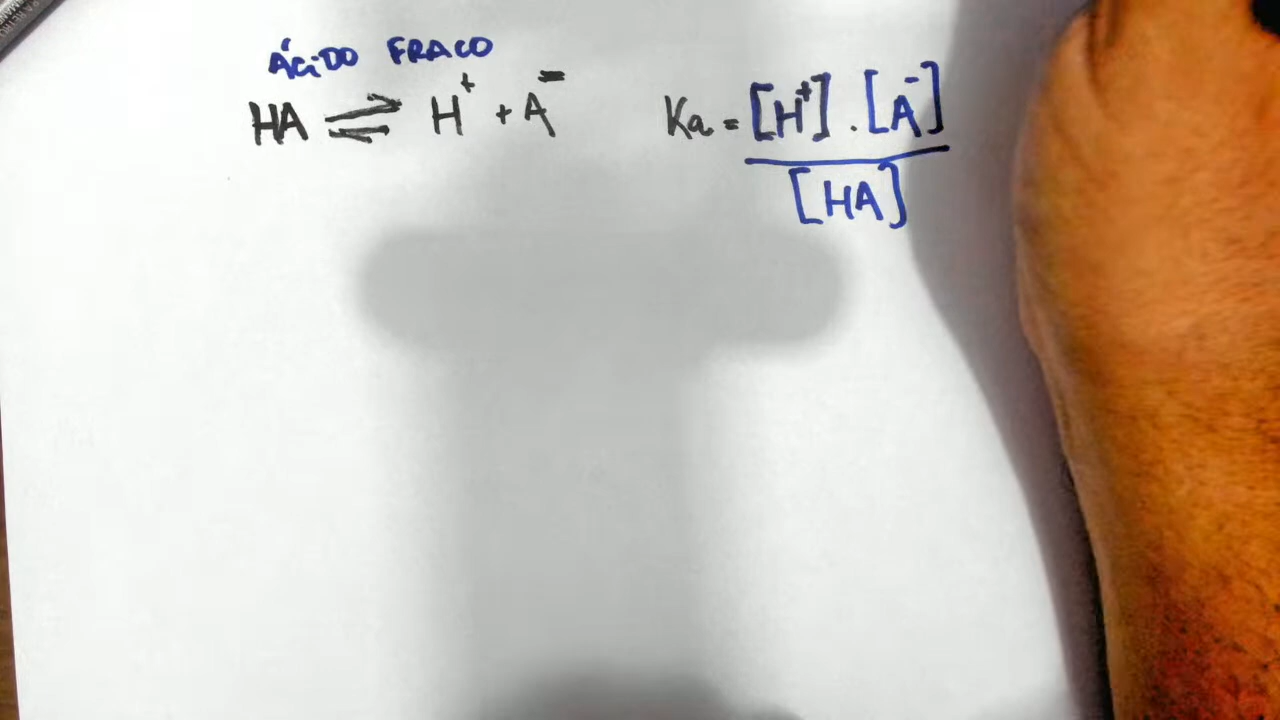 ÁCiDO FRACO
HA ⇌ H⁺ + A⁻
Ka = [H⁺] . [A⁻]
[HA]